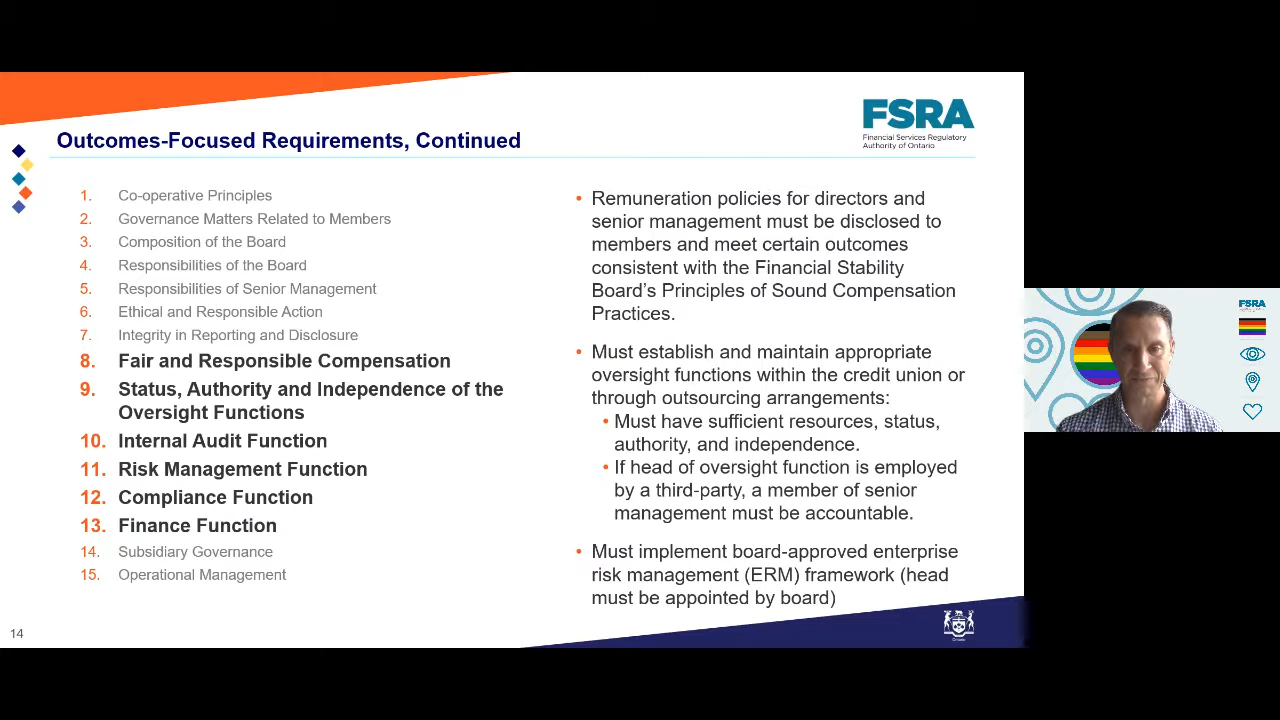 FSRA
Financial Services Regulatory
Authority of Ontario
Outcomes-Focused Requirements, Continued
1. Co-operative Principles
2. Governance Matters Related to Members
3. Composition of the Board
4. Responsibilities of the Board
5. Responsibilities of Senior Management
6. Ethical and Responsible Action
7. Integrity in Reporting and Disclosure
8. Fair and Responsible Compensation
9. Status, Authority and Independence of the
Oversight Functions
10. Internal Audit Function
11. Risk Management Function
12. Compliance Function
13. Finance Function
14. Subsidiary Governance
15. Operational Management
• Remuneration policies for directors and
senior management must be disclosed to
members and meet certain outcomes
consistent with the Financial Stability
Board's Principles of Sound Compensation
Practices.
• Must establish and maintain appropriate
oversight functions within the credit union or
through outsourcing arrangements:
• Must have sufficient resources, status,
authority, and independence.
• If head of oversight function is employed
by a third-party, a member of senior
management must be accountable.
• Must implement board-approved enterprise
risk management (ERM) framework (head
must be appointed by board)
14
Ontario
FSRA